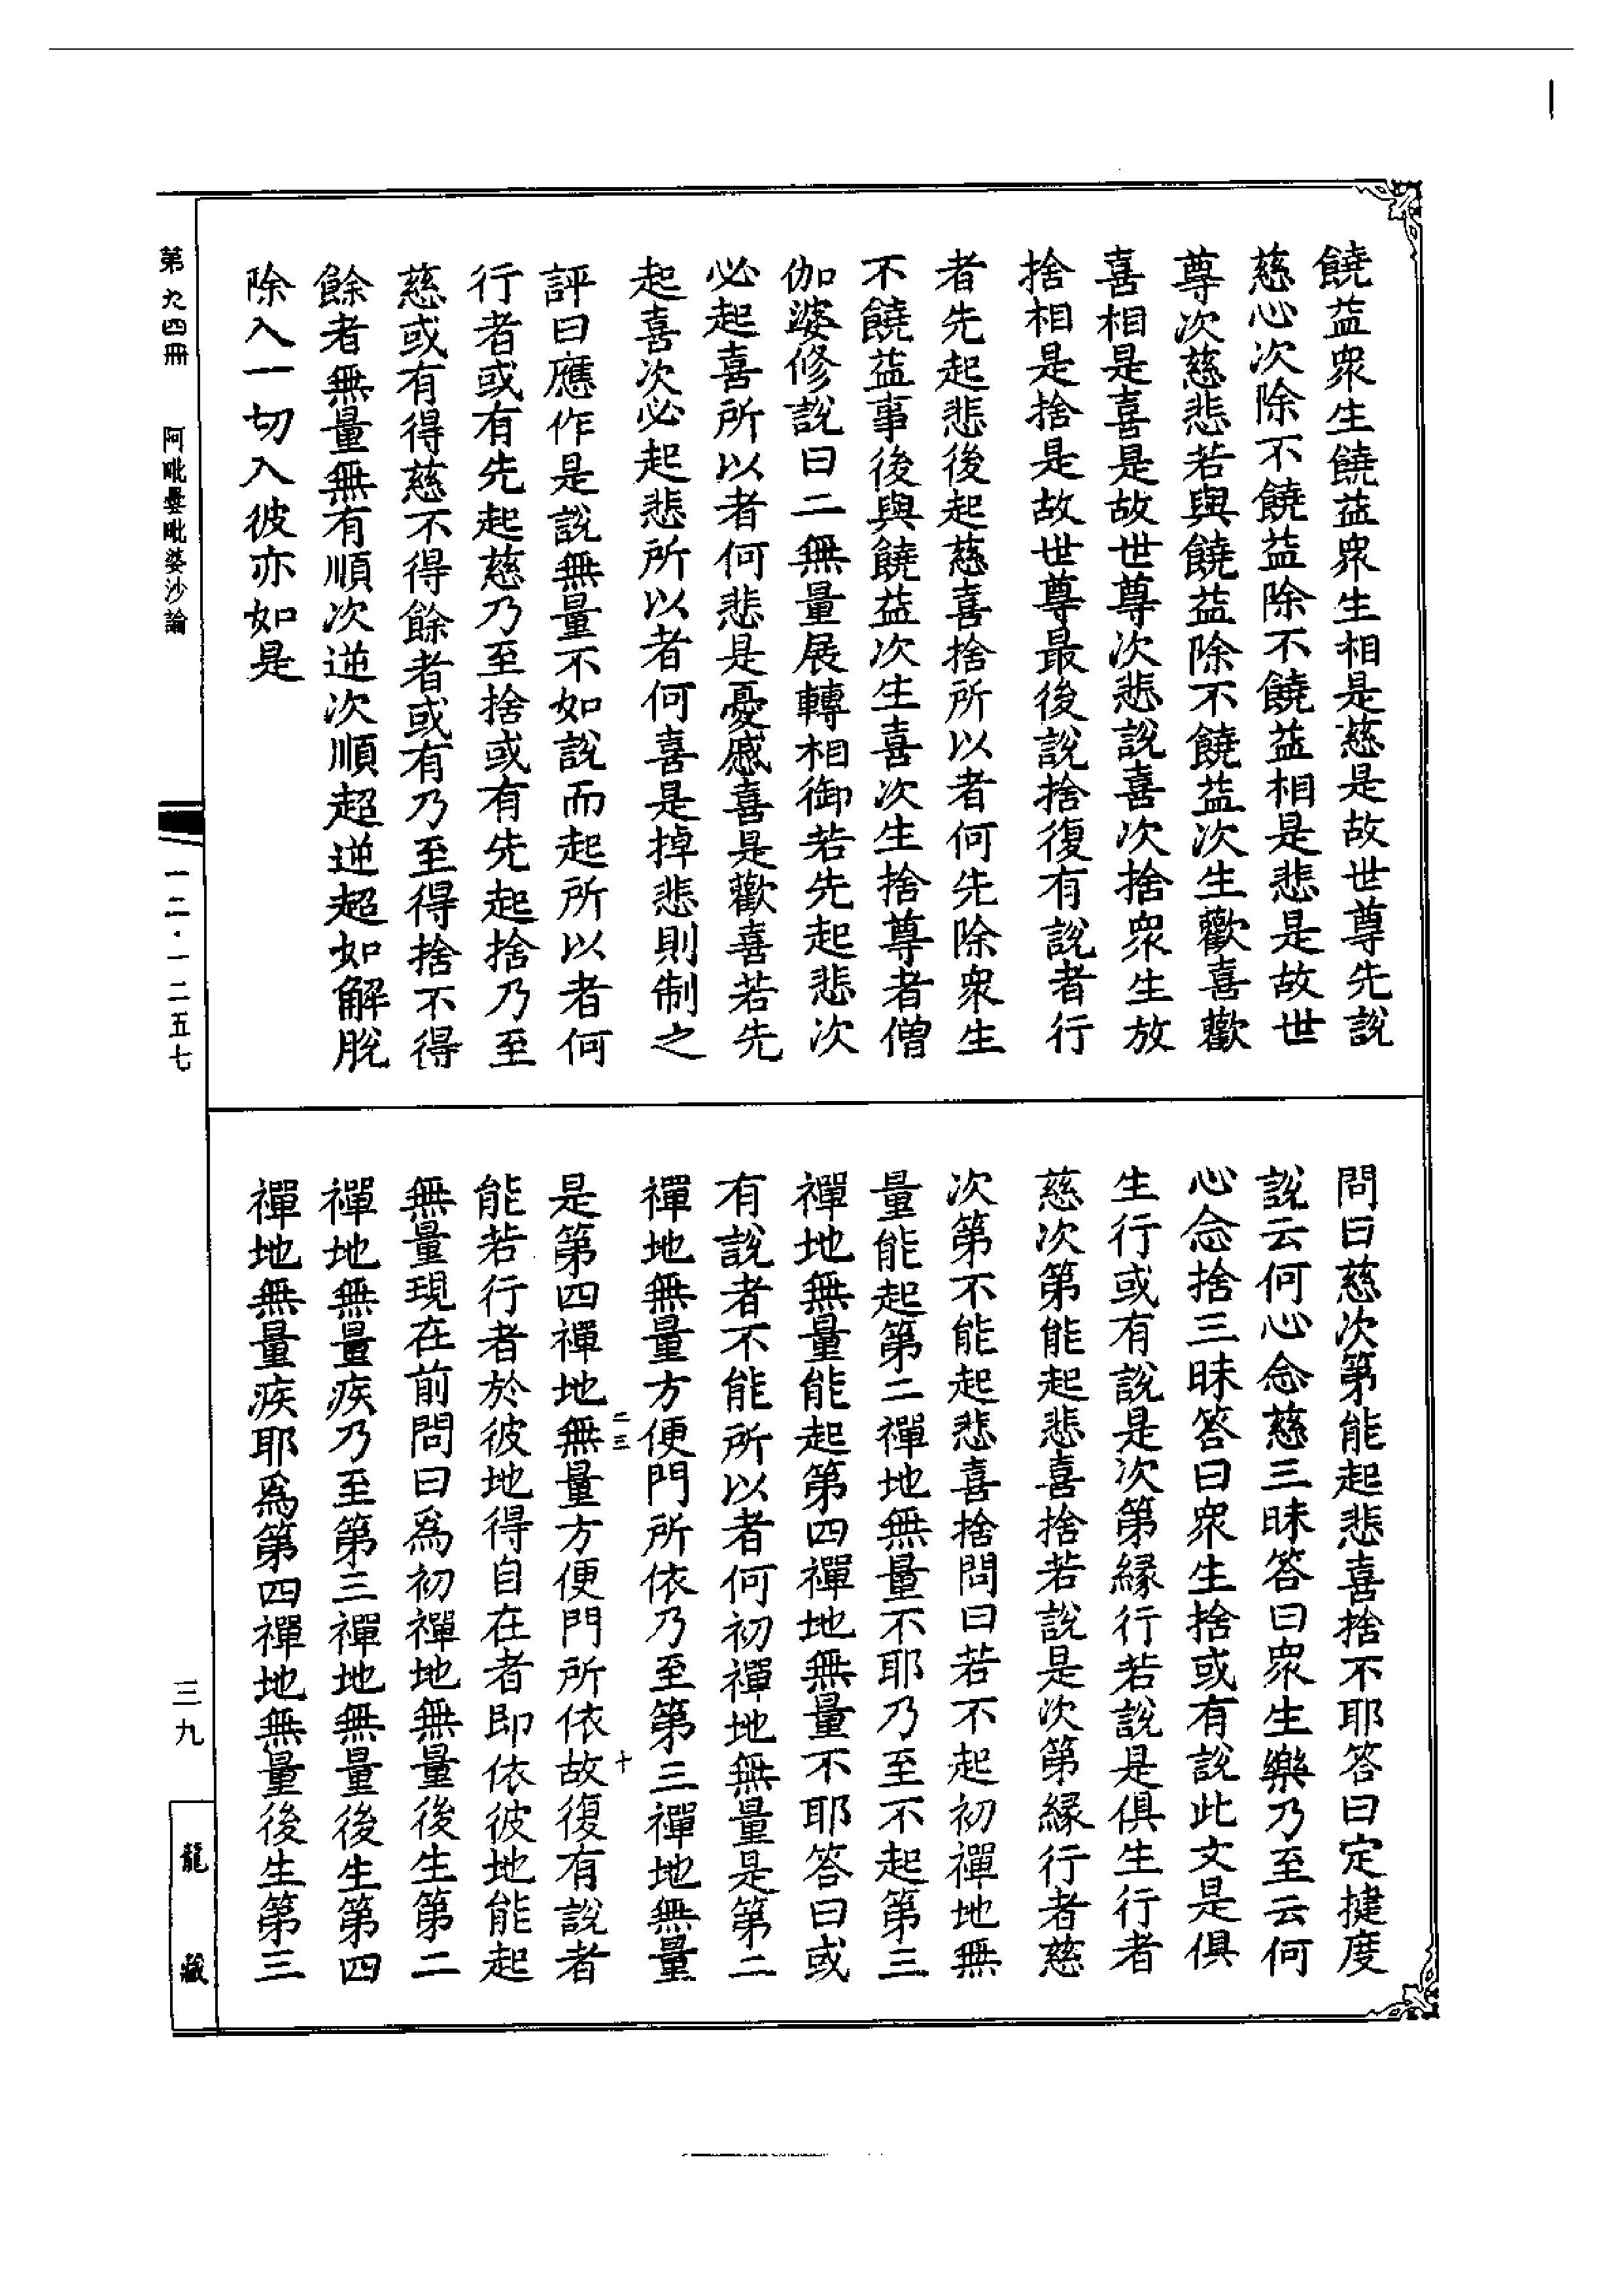 饒益衆生饒益衆生相是慈是故世尊先說
慈心次除不饒益除不饒益相是悲是故世
尊次慈悲若與饒益除不饒益次生歡喜歡
喜相是喜是故世尊次悲說喜次捨衆生放
捨相是捨是故世尊最後說捨復有說者行
者先起悲後起慈喜捨所以者何先除衆生
不饒益事後與饒益次生喜次生捨尊者僧
伽婆修說曰二無量展轉相御若先起悲次
必起喜所以者何悲是憂慼喜是歡喜若先
起喜次必起悲所以者何喜是掉悲則制之
評曰應作是說無量不如說而起所以者何
行者或有先起慈乃至捨或有先起捨乃至
慈或有得慈不得餘者或有乃至得捨不得
餘者無量無有順次逆次順超逆超如解脫
除入一切入彼亦如是
問曰慈次第能起悲喜捨不耶答曰定揵度
說云何心念慈三昧答曰衆生樂乃至云何
心念捨三昧答曰衆生捨或有說此文是俱
生行或有說是次第緣行若說是俱生行者
慈次第能起悲喜捨若說是次第緣行者慈
次第不能起悲喜捨問曰若不起初禪地無
量能起第二禪地無量不耶乃至不起第三
禪地無量能起第四禪地無量不耶答曰或
有說者不能所以者何初禪地無量是第二
禪地無量方便門所依乃至第三禪地無量
二三
十
是第四禪地無量方便門所依故復有說者
能若行者於彼地得自在者即依彼地能起
無量現在前問曰爲初禪地無量後生第二
禪地無量疾乃至第三禪地無量後生第四
禪地無量疾耶爲第四禪地無量後生第三
第九四冊 阿毗曇毗婆沙論
一二·一二五七
三九
龍藏